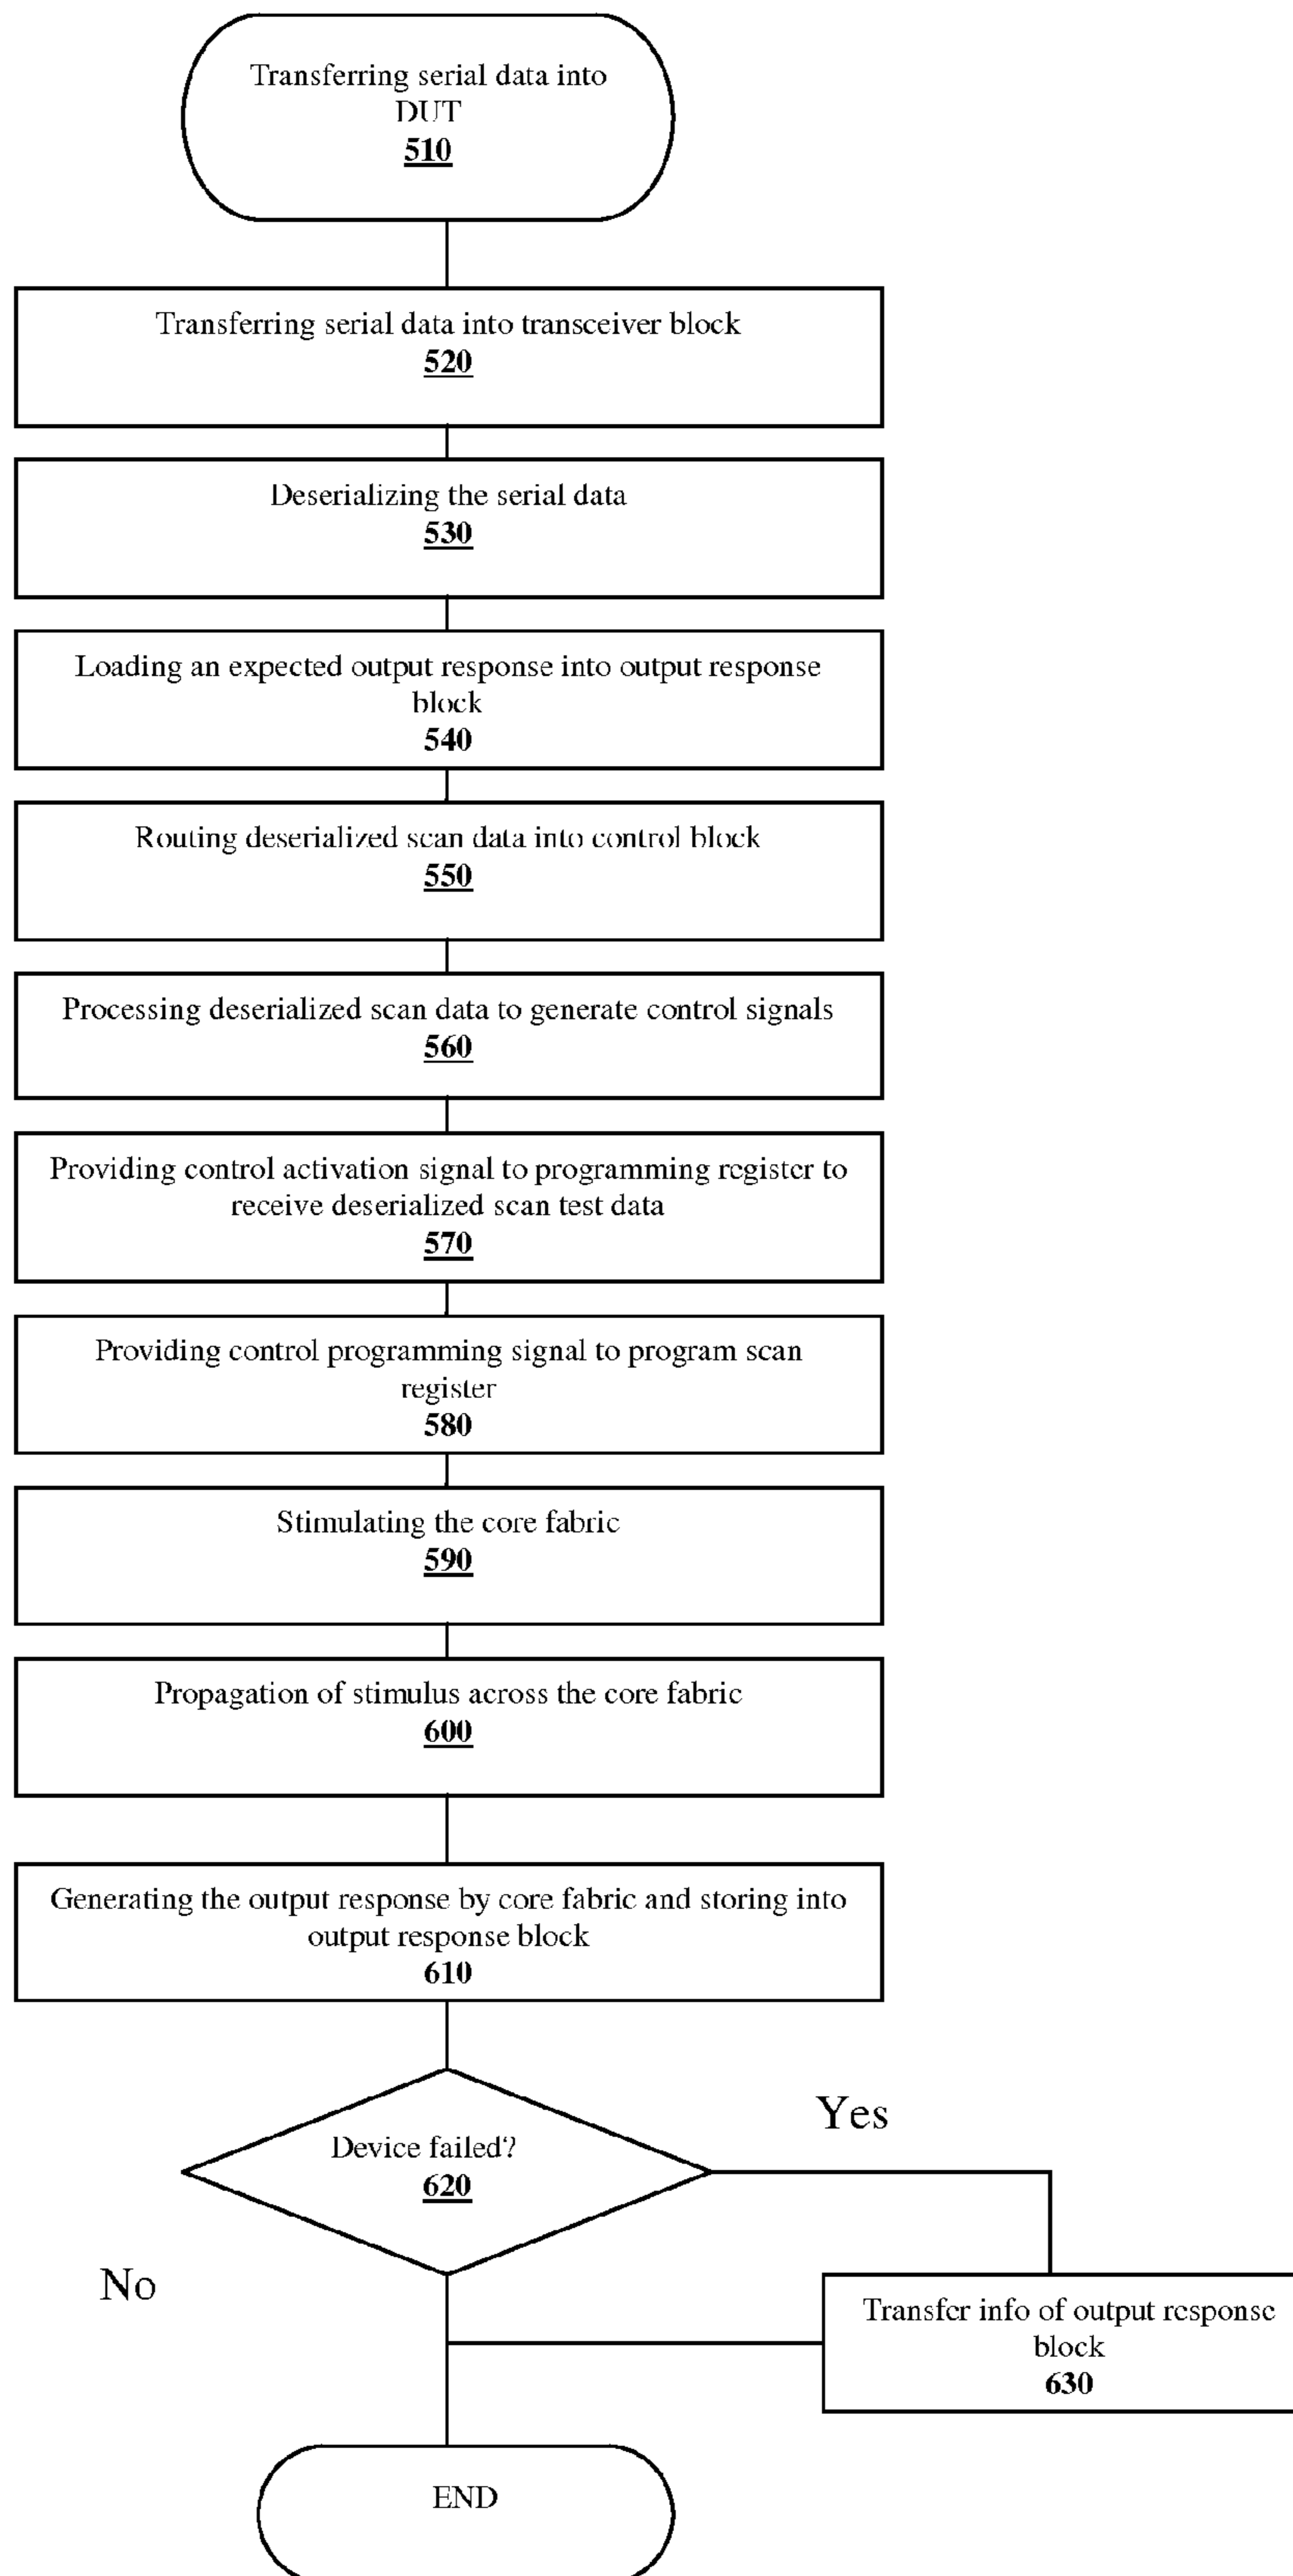 Transferring serial data into
DUT
510
Transferring serial data into transceiver block
520
Deserializing the serial data
530
Loading an expected output response into output response
block
540
Routing deserialized scan data into control block
550
Processing deserialized scan data to generate control signals
560
Providing control activation signal to programming register to
receive deserialized scan test data
570
Providing control programming signal to program scan
register
580
Stimulating the core fabric
590
Propagation of stimulus across the core fabric
600
Generating the output response by core fabric and storing into
output response block
610
Yes
Device failed?
620
No
Transfer info of output response
block
630
END